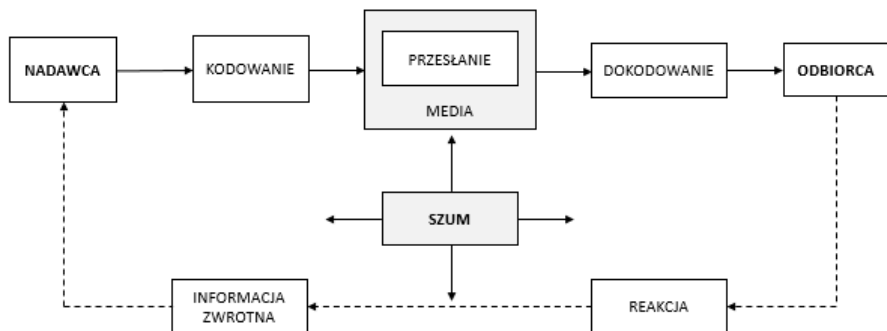 NADAWCA
KODOWANIE
PRZESŁANIE
MEDIA
DOKODOWANIE
ODBIORCA
SZUM
INFORMACJA
ZWROTNA
REAKCJA